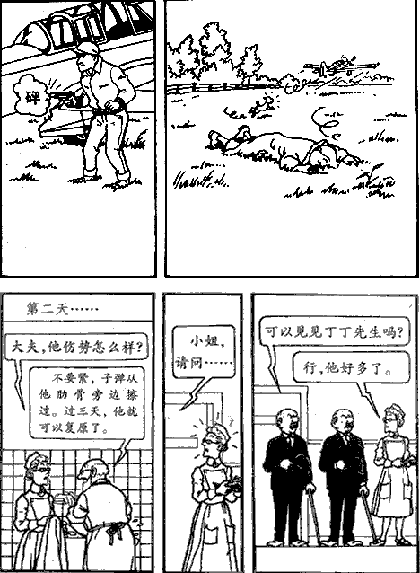 砰
第二天……
大夫,他伤势怎么样?
不要紧,子弹从
他肋骨旁边擦
过。过三天,他就
可以复原了。
小姐,
请问……
可以见见丁丁先生吗?
行,他好多了。